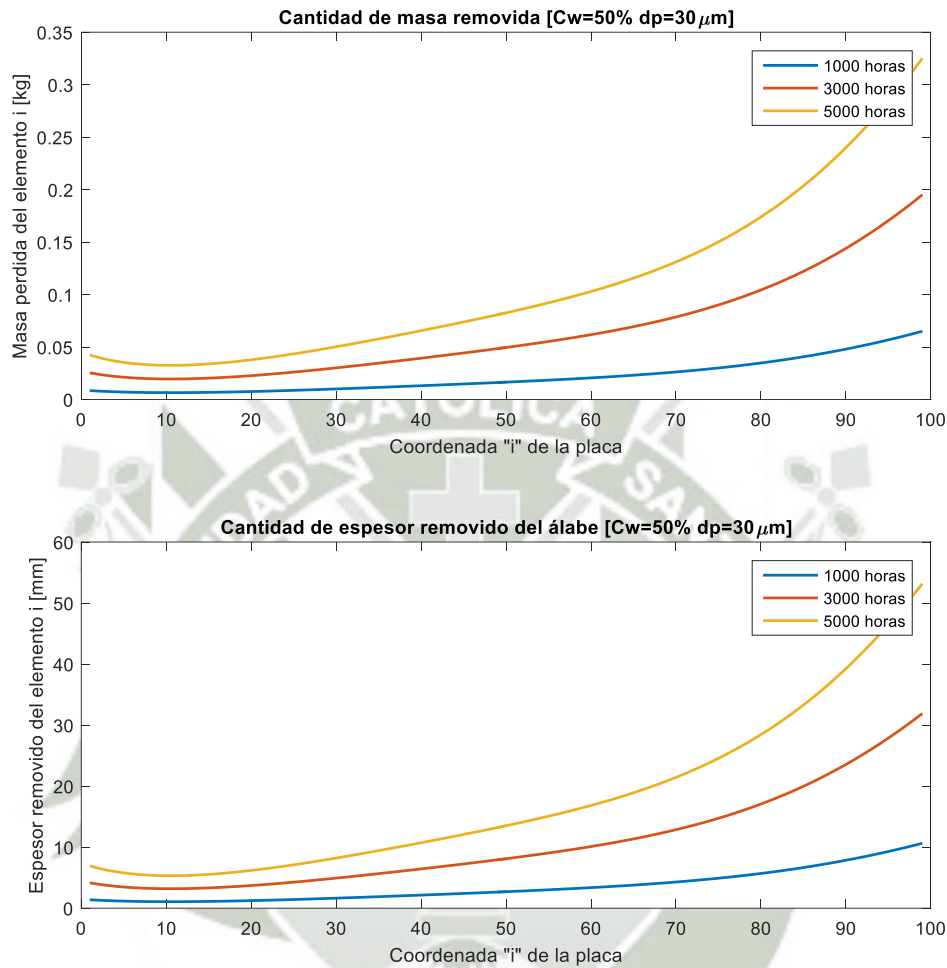 Cantidad de masa removida [Cw=50% dp=30 μm]
Masa perdida del elemento i [kg]
0.35
0.3
0.25
0.2
0.15
0.1
0.05
0
1000 horas
3000 horas
5000 horas
0 10 20 30 40 50 60 70 80 90 100
Coordenada "i" de la placa
CATOLICA
DAD
SAN
Cantidad de espesor removido del álabe [Cw=50% dp=30 μm]
Espesor removido del elemento i [mm]
60
50
40
30
20
10
0
1000 horas
3000 horas
5000 horas
0 10 20 30 40 50 60 70 80 90 100
Coordenada "i" de la placa